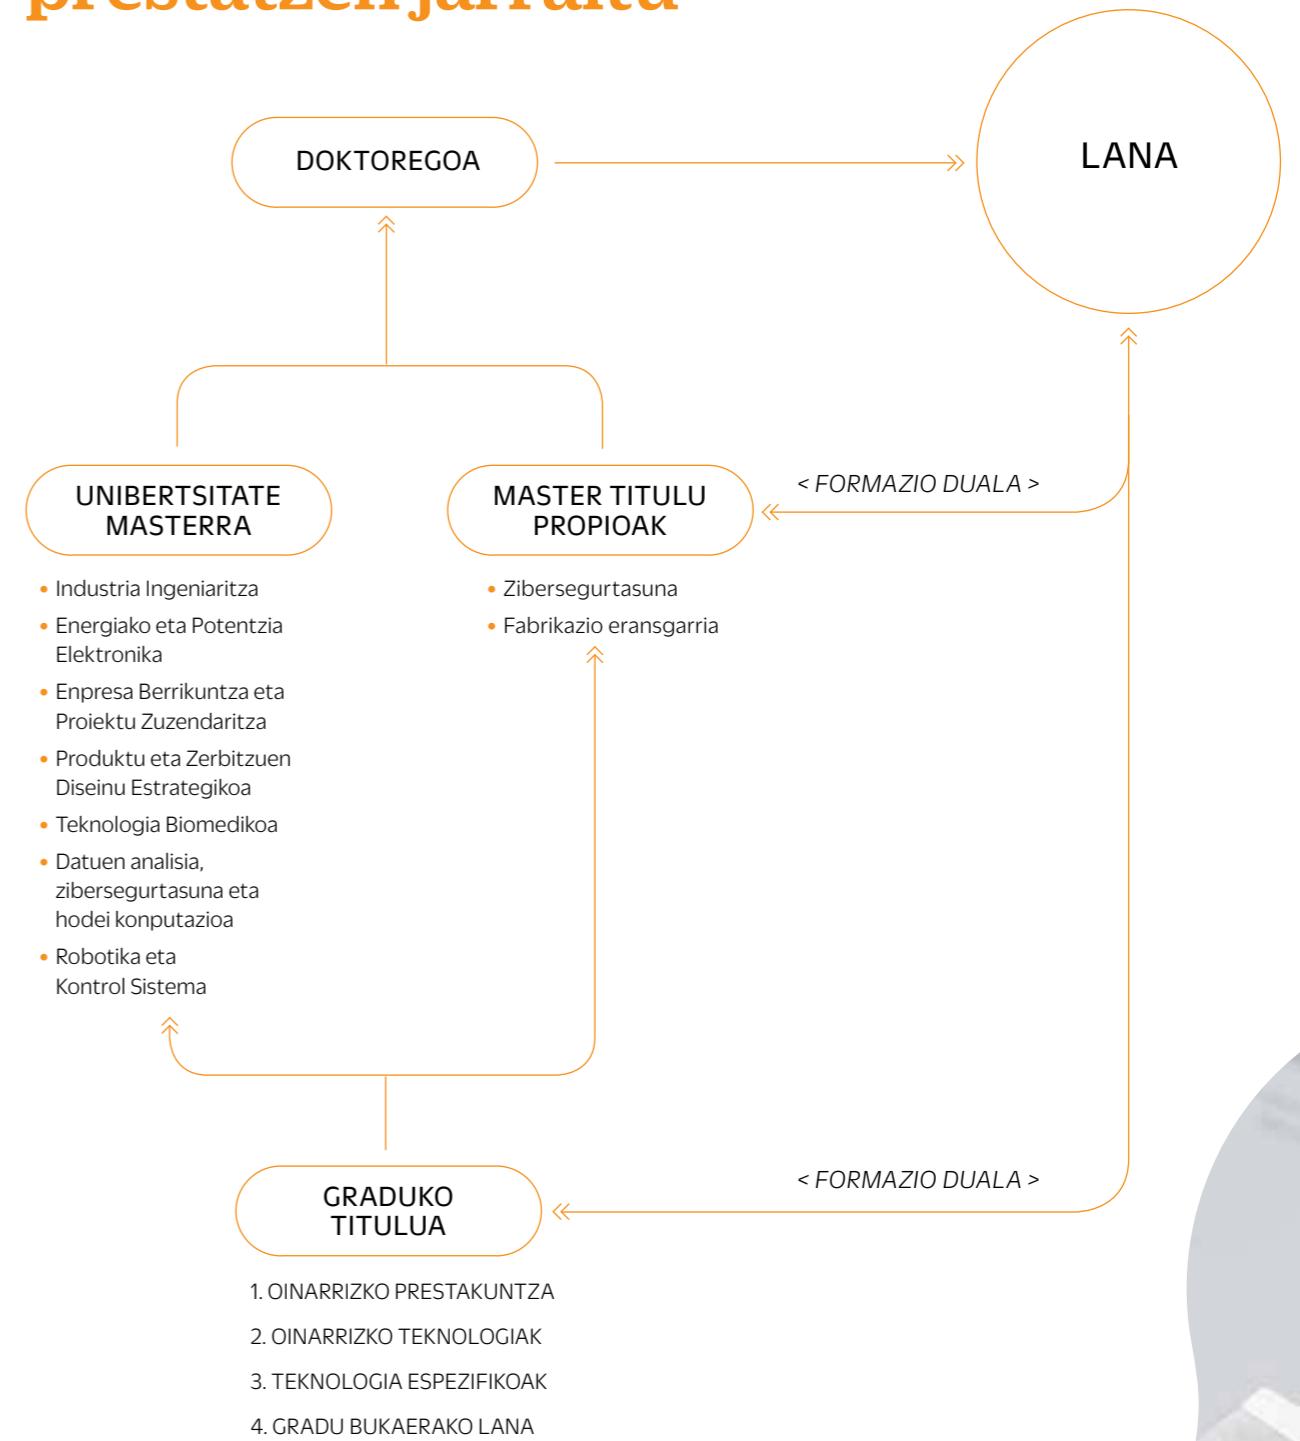 prestatzen jarraitu
DOKTOREGOA
LANA
UNIBERTSITATE
MASTERRA
• Industria Ingeniaritza
• Energiako eta Potentzia
Elektronika
• Enpresa Berrikuntza eta
Proiektu Zuzendaritza
• Produktu eta Zerbitzuen
Diseinu Estrategikoa
• Teknologia Biomedikoa
• Datuen analisia,
zibersegurtasuna eta
hodei konputazioa
• Robotika eta
Kontrol Sistema
MASTER TITULU
PROPIOAK
• Zibersegurtasuna
• Fabrikazio eransgarria
< FORMAZIO DUALA >
< FORMAZIO DUALA >
GRADUKO
TITULUA
1. OINARRIZKO PRESTAKUNTZA
2. OINARRIZKO TEKNOLOGIAK
3. TEKNOLOGIA ESPEZIFIKOAK
4. GRADU BUKAERAKO LANA